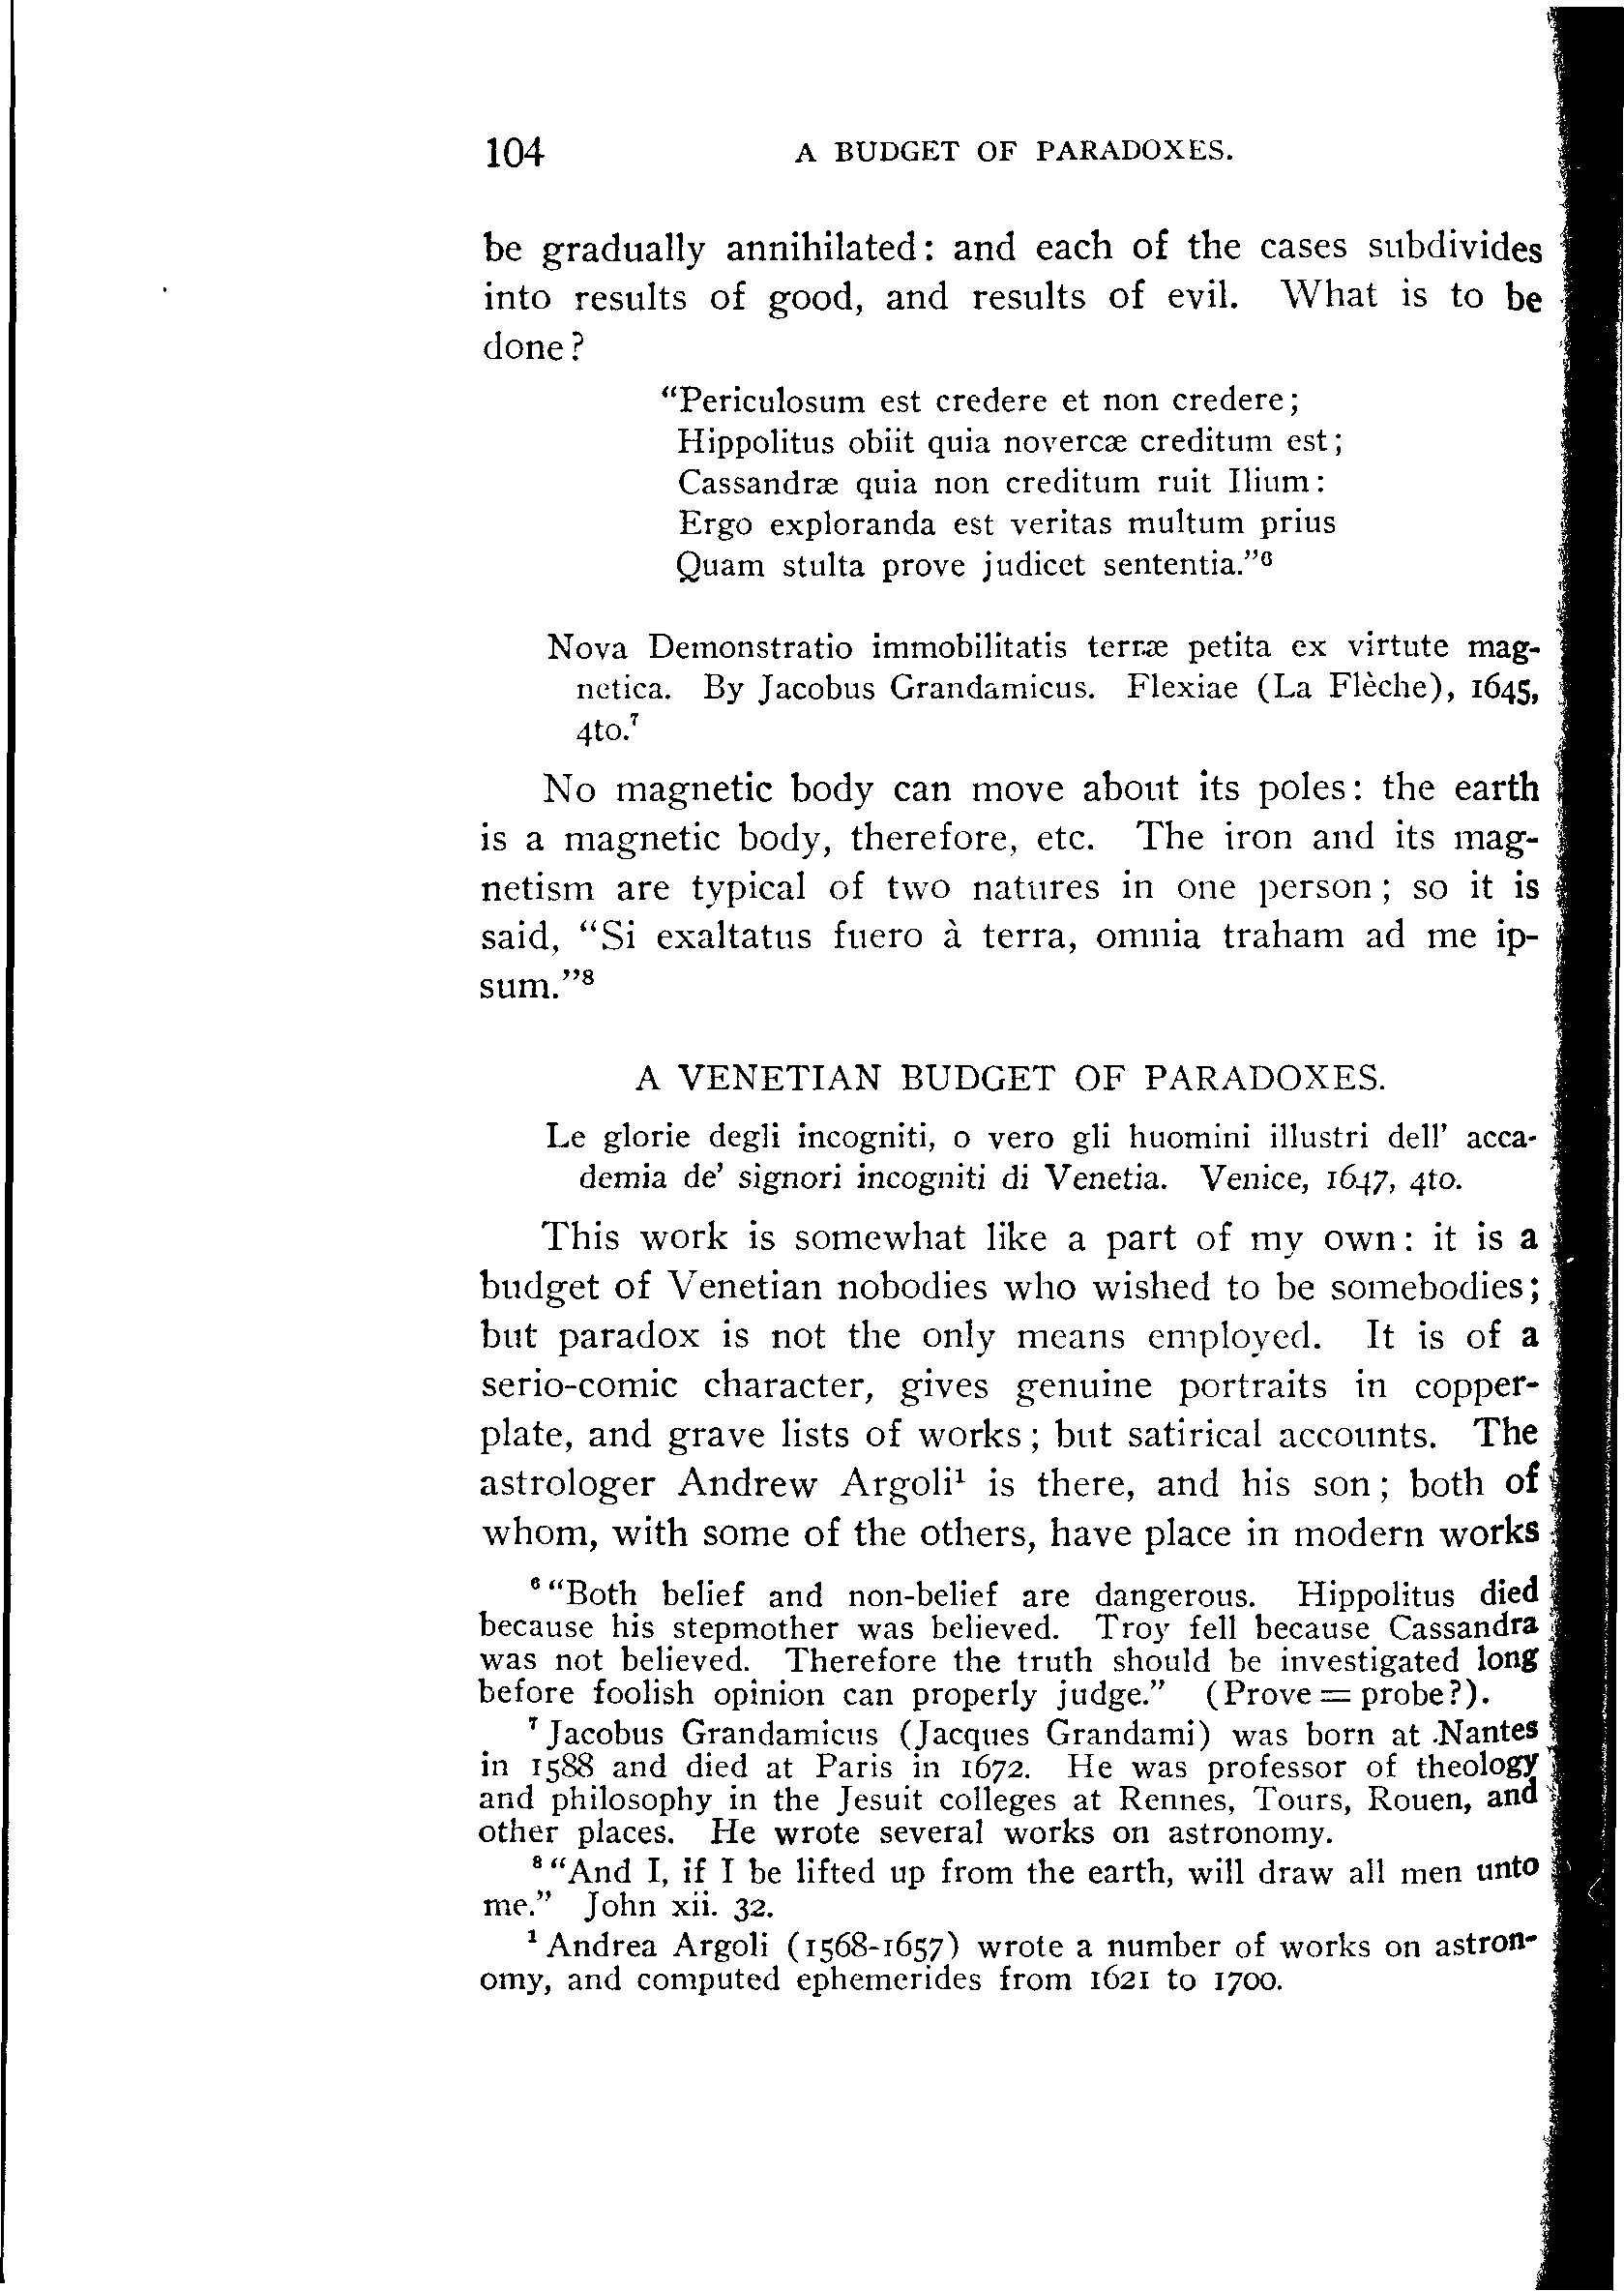 104 A BUDGET OF PARADOXES.
be gradually annihilated: and each of the cases subdivides
into results of good, and results of evil. What is to be
done?
“Periculosum est credere et non credere;
Hippolitus obiit quia novercæ creditum est;
Cassandræ quia non creditum ruit Ilium:
Ergo exploranda est veritas multum prius
Quam stulta prove judicet sententia.”⁶
Nova Demonstratio immobilitatis terræ petita ex virtute mag-
netica. By Jacobus Grandamicus. Flexiae (La Flèche), 1645,
4to.⁷
No magnetic body can move about its poles: the earth
is a magnetic body, therefore, etc. The iron and its mag-
netism are typical of two natures in one person; so it is
said, “Si exaltatus fuero à terra, omnia traham ad me ip-
sum.”⁸
A VENETIAN BUDGET OF PARADOXES.
Le glorie degli incogniti, o vero gli huomini illustri dell’ acca-
demia de’ signori incogniti di Venetia. Venice, 1647, 4to.
This work is somewhat like a part of my own: it is a
budget of Venetian nobodies who wished to be somebodies;
but paradox is not the only means employed. It is of a
serio-comic character, gives genuine portraits in copper-
plate, and grave lists of works; but satirical accounts. The
astrologer Andrew Argoli¹ is there, and his son; both of
whom, with some of the others, have place in modern works
⁶ “Both belief and non-belief are dangerous. Hippolitus died
because his stepmother was believed. Troy fell because Cassandra
was not believed. Therefore the truth should be investigated long
before foolish opinion can properly judge.” (Prove = probe?).
⁷ Jacobus Grandamicus (Jacques Grandami) was born at Nantes
in 1588 and died at Paris in 1672. He was professor of theology
and philosophy in the Jesuit colleges at Rennes, Tours, Rouen, and
other places. He wrote several works on astronomy.
⁸ “And I, if I be lifted up from the earth, will draw all men unto
me.” John xii. 32.
¹ Andrea Argoli (1568-1657) wrote a number of works on astron-
omy, and computed ephemerides from 1621 to 1700.